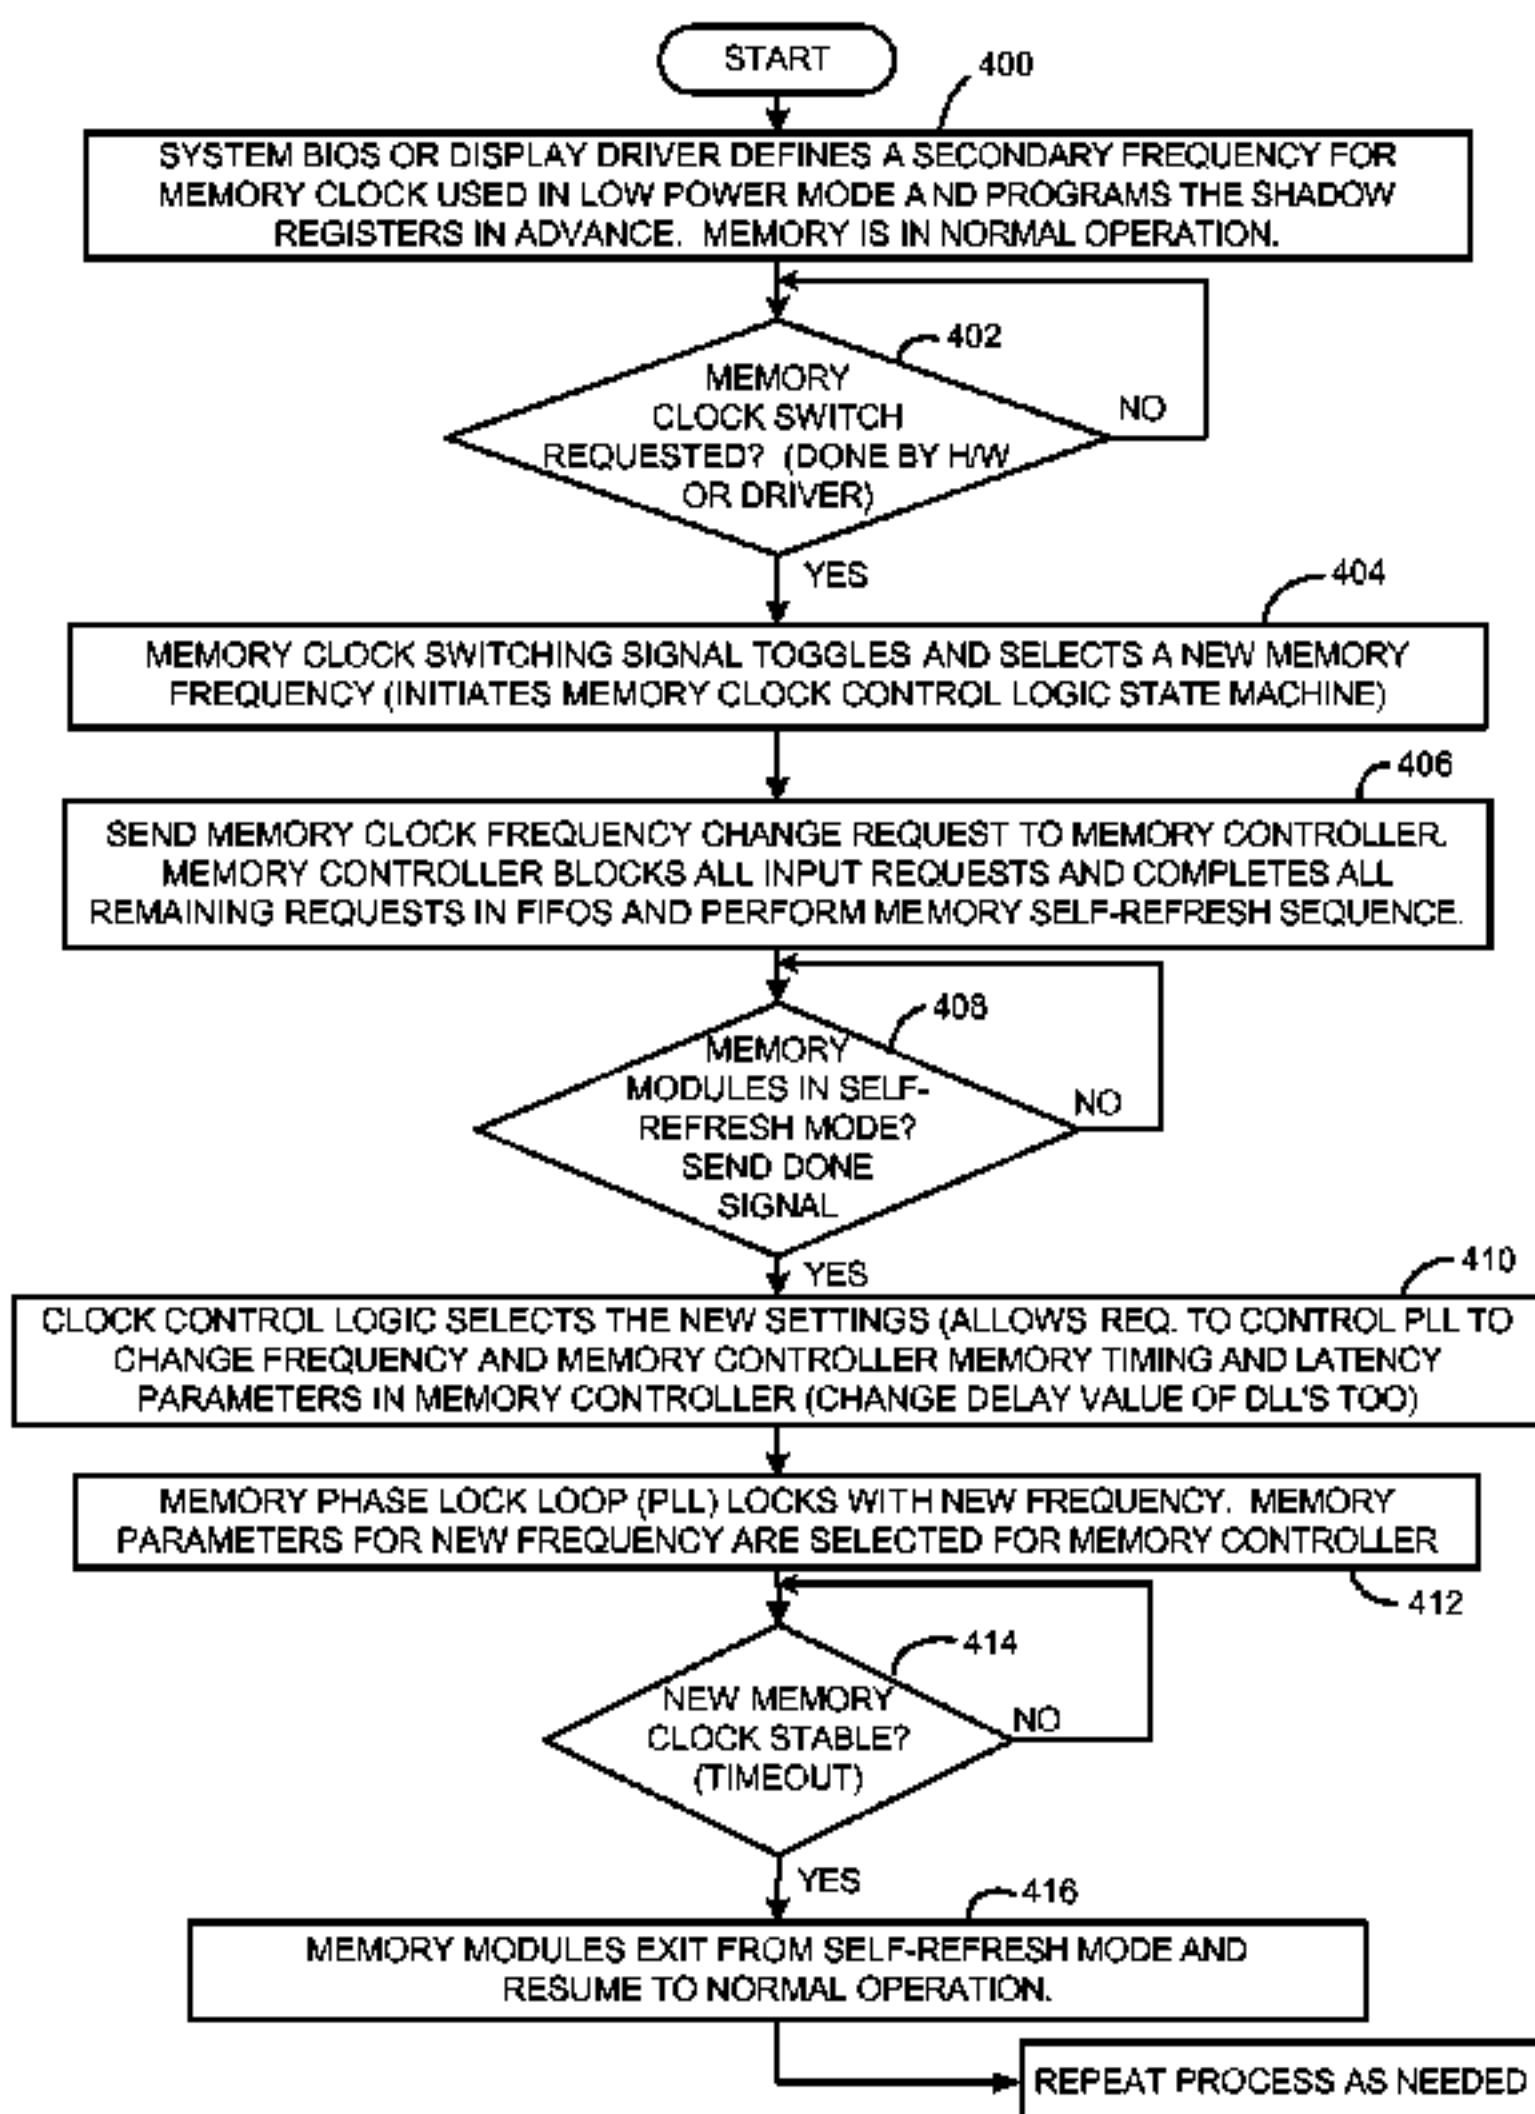 START
400
SYSTEM BIOS OR DISPLAY DRIVER DEFINES A SECONDARY FREQUENCY FOR
MEMORY CLOCK USED IN LOW POWER MODE AND PROGRAMS THE SHADOW
REGISTERS IN ADVANCE. MEMORY IS IN NORMAL OPERATION.
402
MEMORY
CLOCK SWITCH
REQUESTED? (DONE BY H/W
OR DRIVER)
NO
YES
404
MEMORY CLOCK SWITCHING SIGNAL TOGGLES AND SELECTS A NEW MEMORY
FREQUENCY (INITIATES MEMORY CLOCK CONTROL LOGIC STATE MACHINE)
406
SEND MEMORY CLOCK FREQUENCY CHANGE REQUEST TO MEMORY CONTROLLER.
MEMORY CONTROLLER BLOCKS ALL INPUT REQUESTS AND COMPLETES ALL
REMAINING REQUESTS IN FIFOS AND PERFORM MEMORY SELF-REFRESH SEQUENCE.
408
MEMORY
MODULES IN SELF-
REFRESH MODE?
SEND DONE
SIGNAL
NO
YES
410
CLOCK CONTROL LOGIC SELECTS THE NEW SETTINGS (ALLOWS REQ. TO CONTROL PLL TO
CHANGE FREQUENCY AND MEMORY CONTROLLER MEMORY TIMING AND LATENCY
PARAMETERS IN MEMORY CONTROLLER (CHANGE DELAY VALUE OF DLL'S TOO)
MEMORY PHASE LOCK LOOP (PLL) LOCKS WITH NEW FREQUENCY. MEMORY
PARAMETERS FOR NEW FREQUENCY ARE SELECTED FOR MEMORY CONTROLLER
412
414
NEW MEMORY
CLOCK STABLE?
(TIMEOUT)
NO
YES
416
MEMORY MODULES EXIT FROM SELF-REFRESH MODE AND
RESUME TO NORMAL OPERATION.
REPEAT PROCESS AS NEEDED